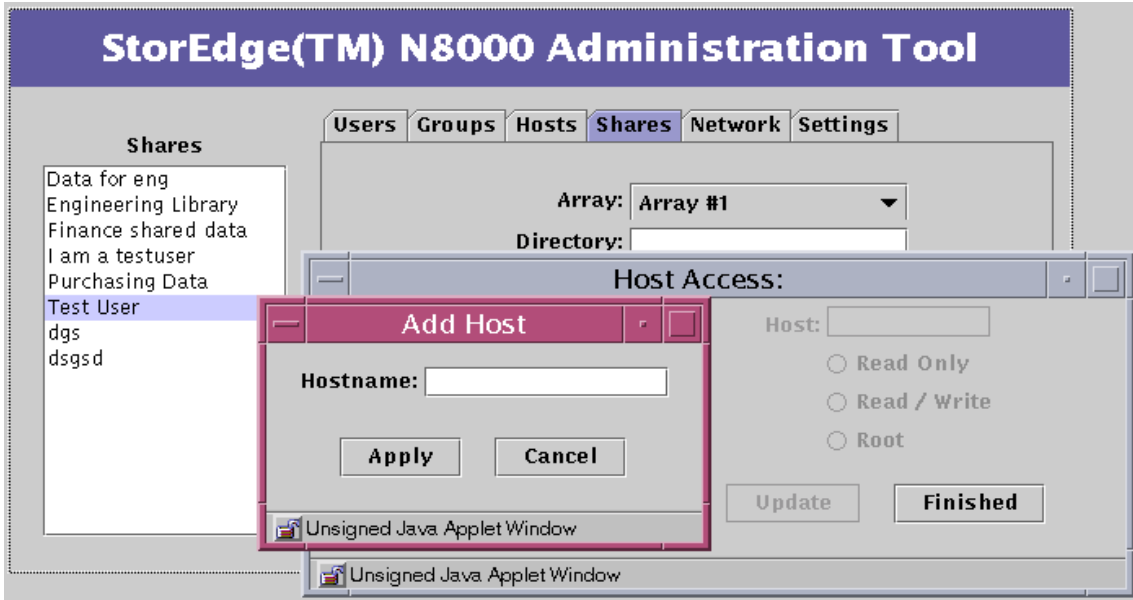 StorEdge(TM) N8000 Administration Tool
Shares
Data for eng
Engineering Library
Finance shared data
I am a testuser
Purchasing Data
Test User
dgs
dsgsd
Users Groups Hosts Shares Network Settings
Array: Array #1
Directory:
Host Access:
Host:
Read Only
Read / Write
Root
Update Finished
Unsigned Java Applet Window
Add Host
Hostname:
Apply Cancel
Unsigned Java Applet Window